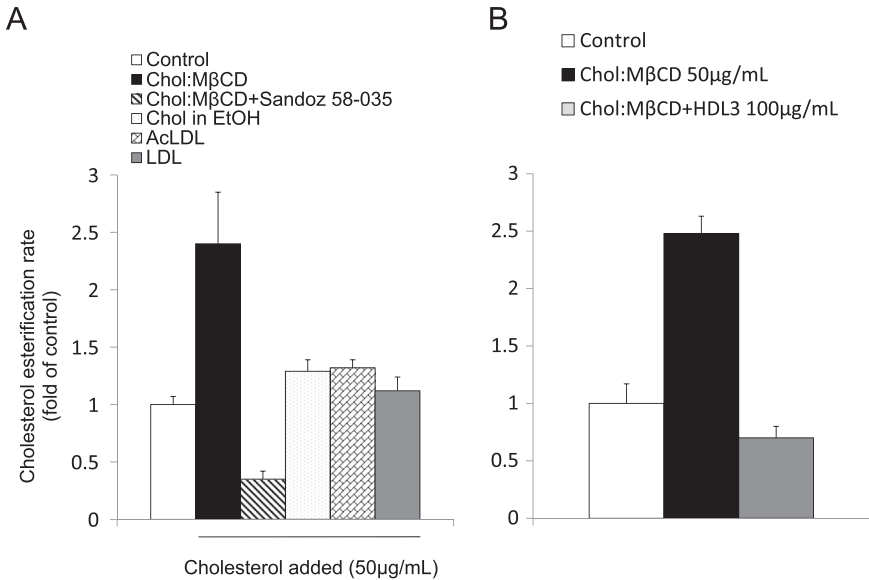 A
Control
Chol:MβCD
Chol:MβCD+Sandoz 58-035
Chol in EtOH
AcLDL
LDL
3
2.5
2
1.5
1
0.5
0
Cholesterol esterification rate
(fold of control)
Cholesterol added (50μg/mL)
B
Control
Chol:MβCD 50μg/mL
Chol:MβCD+HDL3 100μg/mL
3
2.5
2
1.5
1
0.5
0